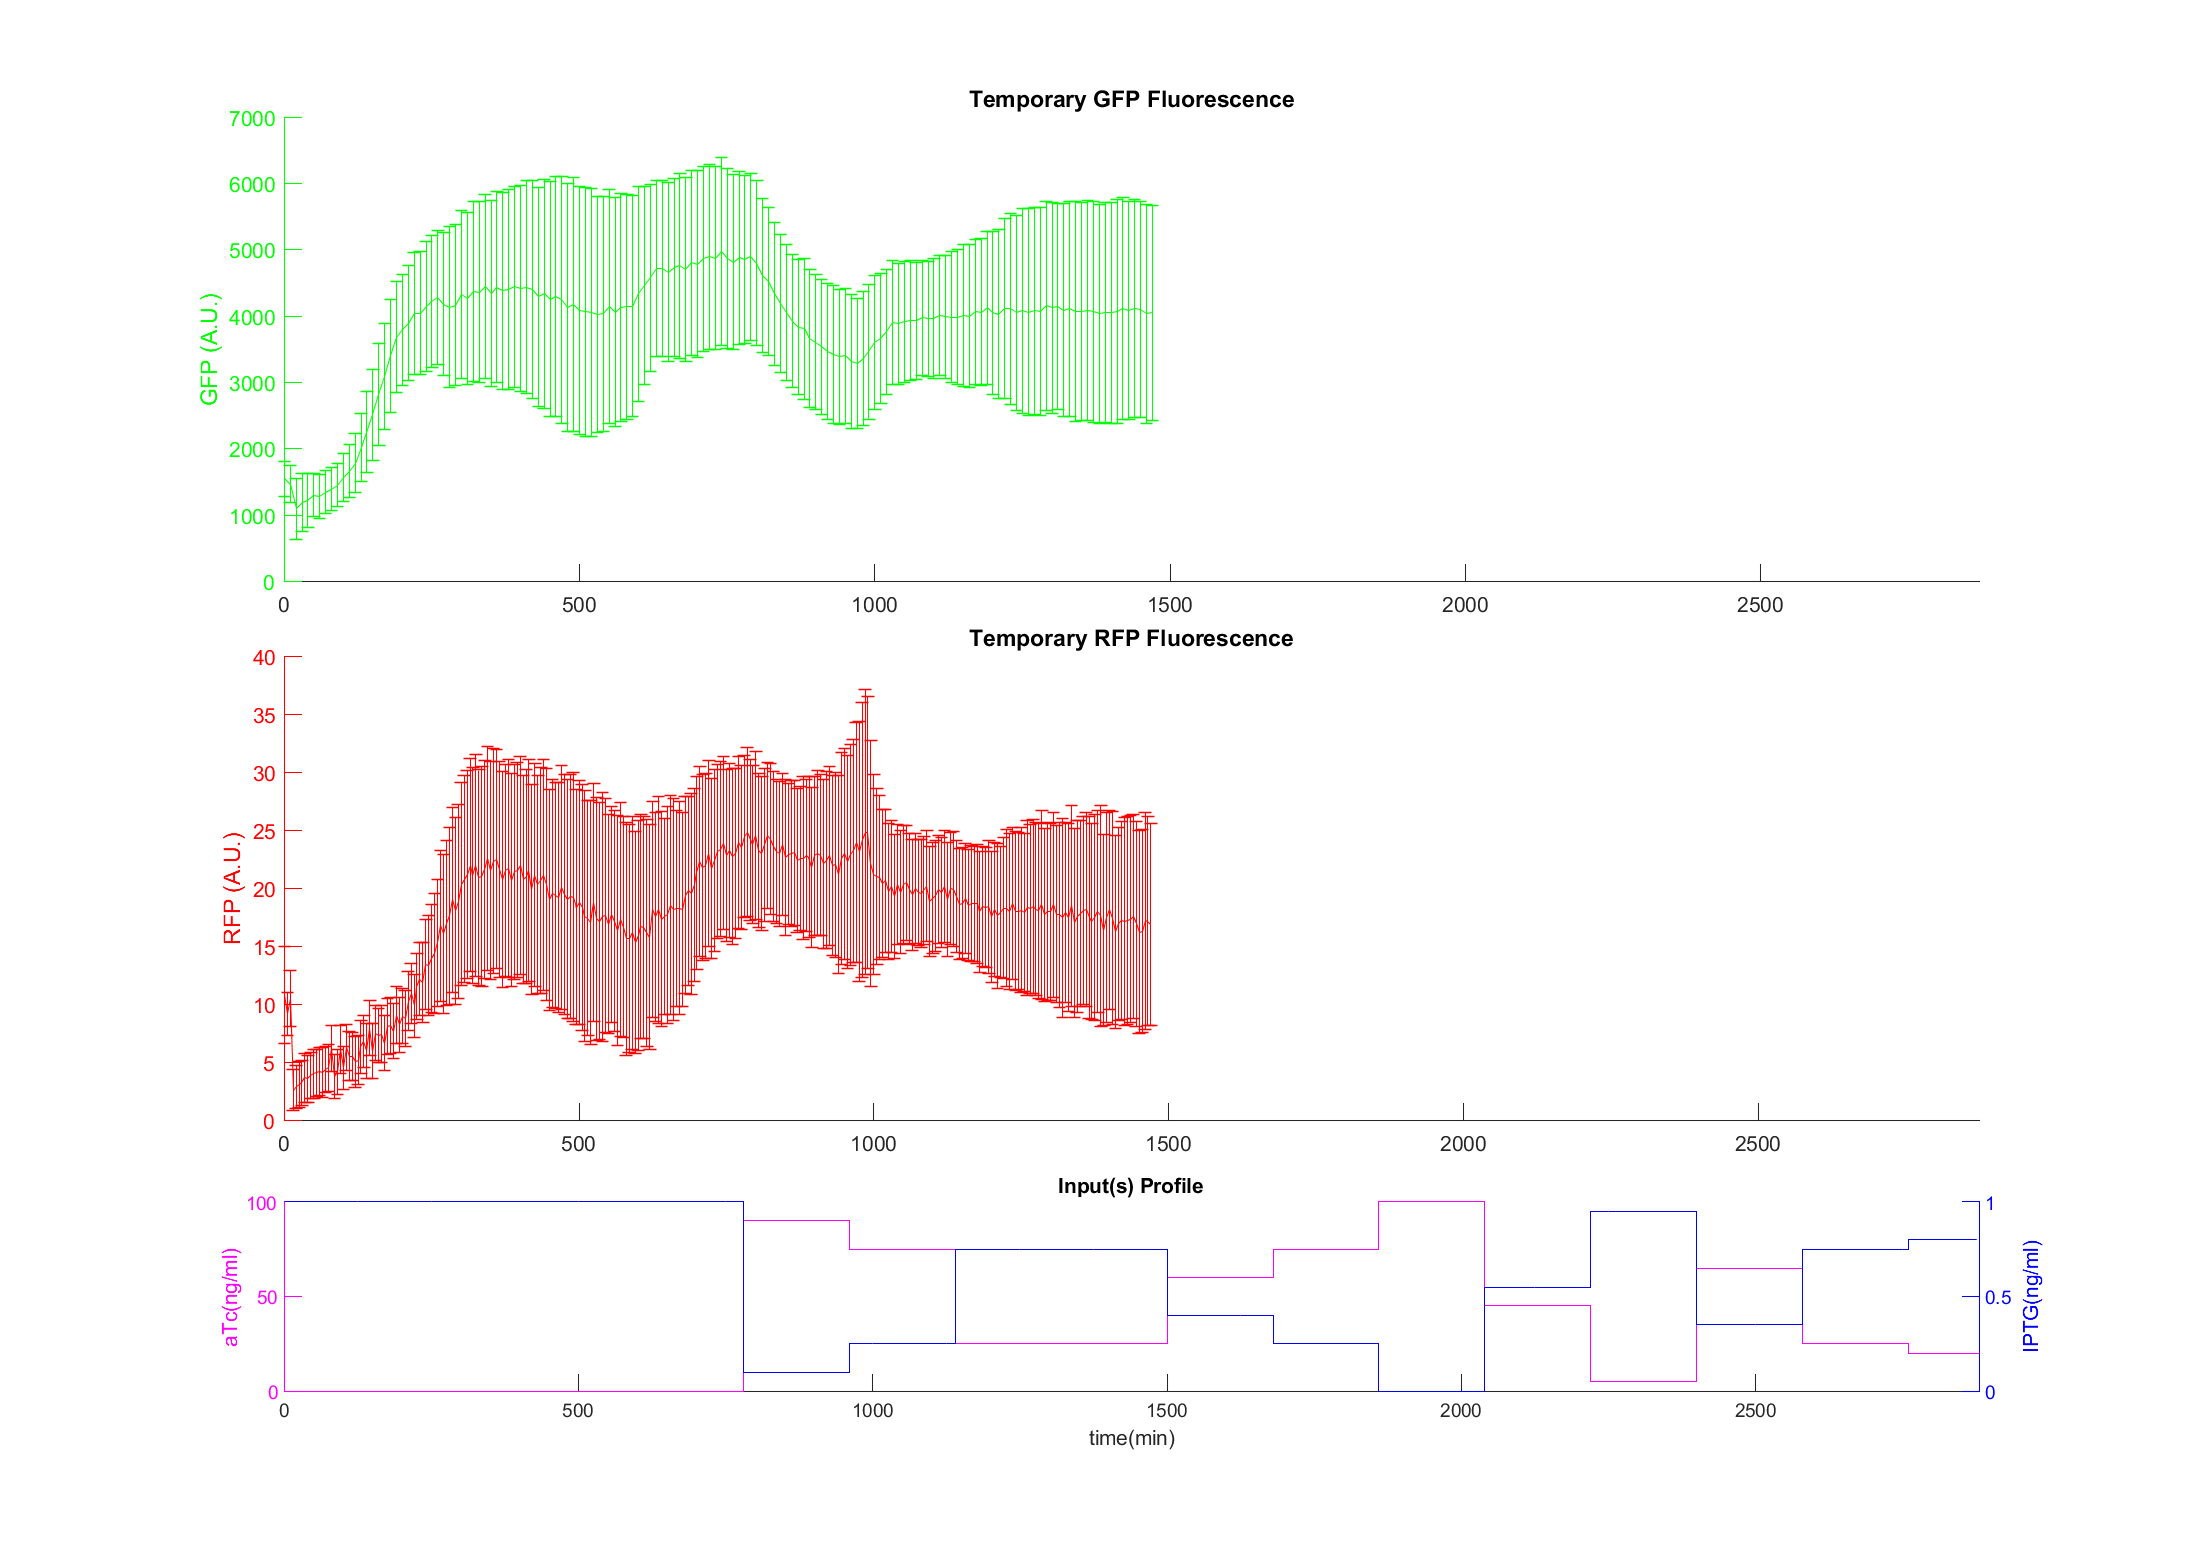 Temporary GFP Fluorescence
7000
6000
5000
4000
3000
2000
1000
0
GFP (A.U.)
0 500 1000 1500 2000 2500
Temporary RFP Fluorescence
40
35
30
25
20
15
10
5
0
RFP (A.U.)
0 500 1000 1500 2000 2500
Input(s) Profile
100
50
0
aTc(ng/ml)
1
0.5
0
IPTG(ng/ml)
0 500 1000 1500 2000 2500
time(min)